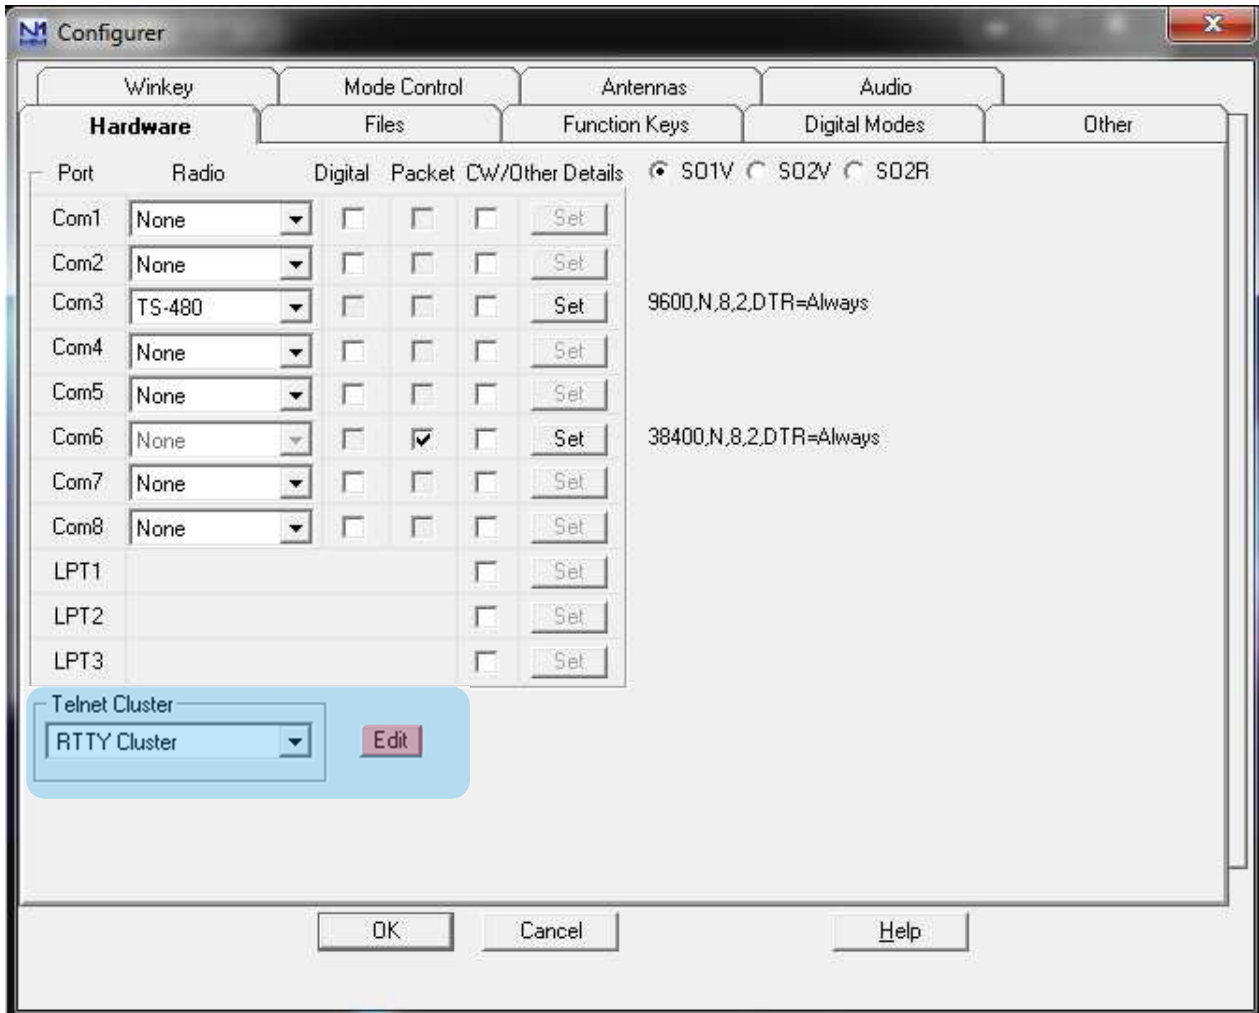 N1
MM
Configurer
X
Winkey Mode Control Antennas Audio
Hardware Files Function Keys Digital Modes Other
Port Radio Digital Packet CW/Other Details SO1V SO2V SO2R
Com1 None Set
Com2 None Set
Com3 TS-480 Set 9600,N,8,2,DTR=Always
Com4 None Set
Com5 None Set
Com6 None Set 38400,N,8,2,DTR=Always
Com7 None Set
Com8 None Set
LPT1 Set
LPT2 Set
LPT3 Set
Telnet Cluster
RTTY Cluster Edit
OK Cancel Help